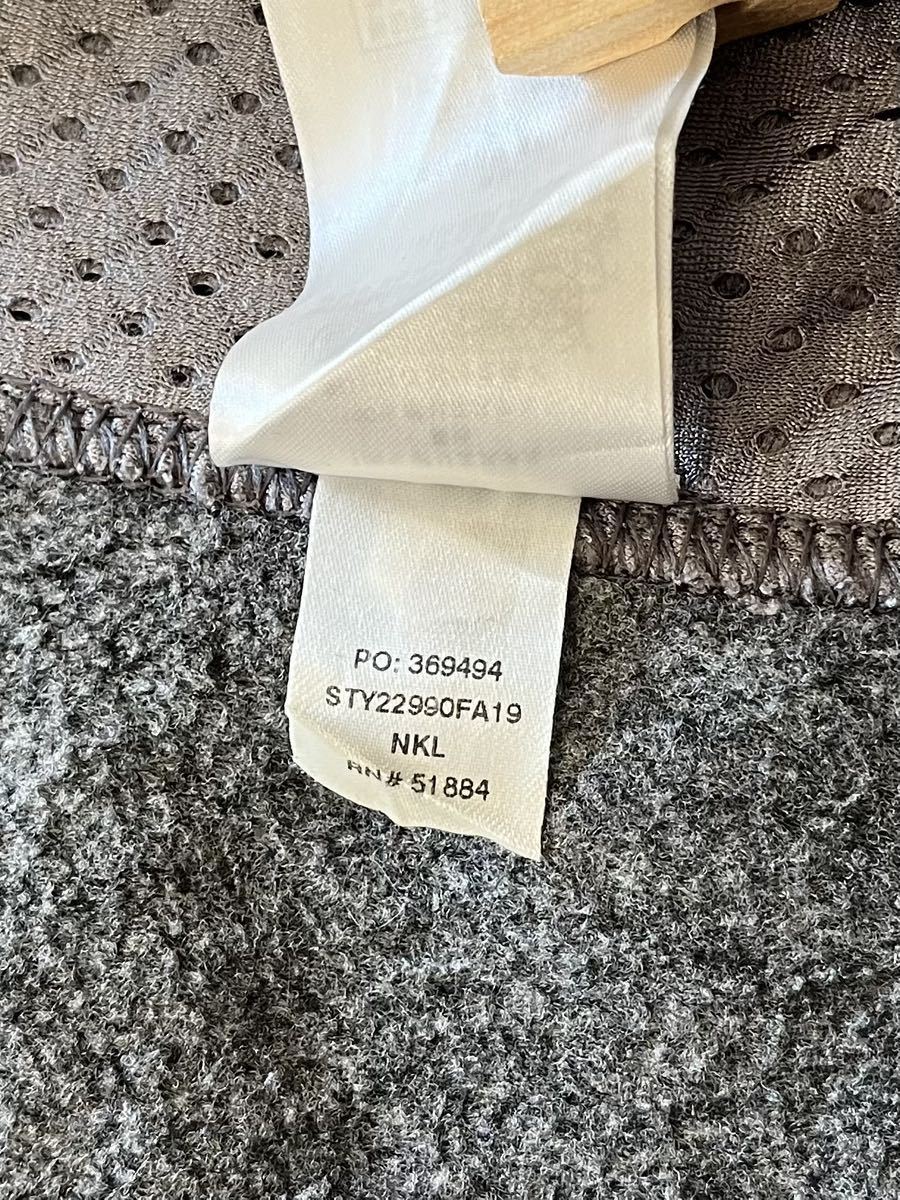 PO: 369494
STY22990FA19
NKL
RN# 51884